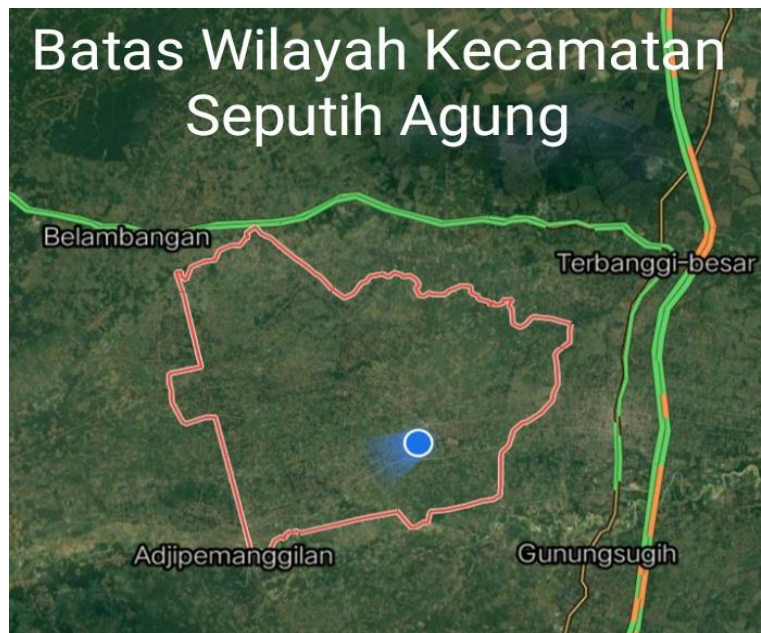 Batas Wilayah Kecamatan
Seputih Agung
Belambangan
Terbanggi-besar
Adjipemanggilan
Gunungsugih